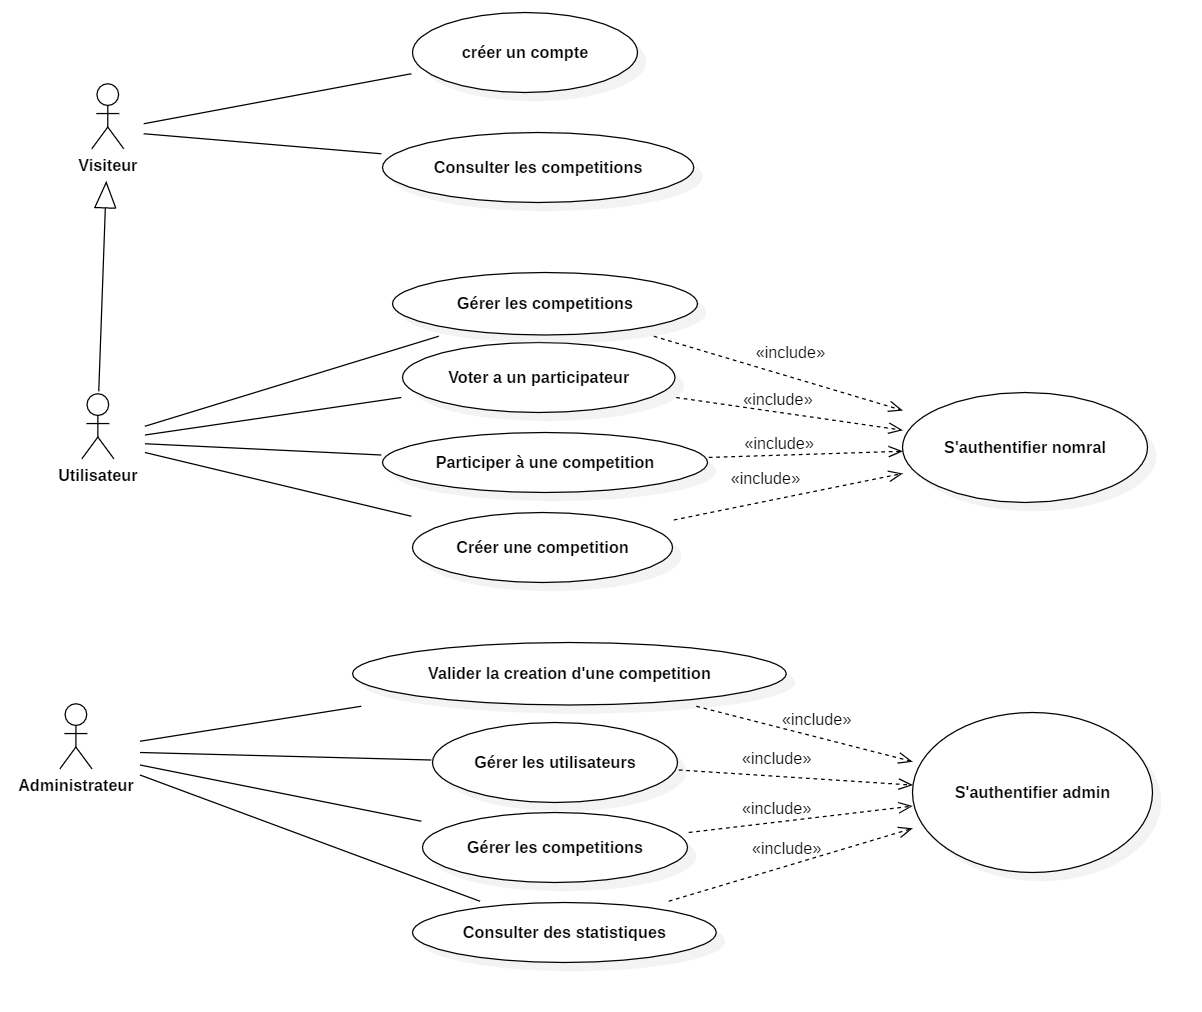 créer un compte
Visiteur
Consulter les competitions
Gérer les competitions
«include»
Voter a un participateur
«include»
Utilisateur
Participer à une competition
«include»
S'authentifier nomral
«include»
Créer une competition
Valider la creation d'une competition
«include»
Administrateur
Gérer les utilisateurs
«include»
S'authentifier admin
«include»
Gérer les competitions
«include»
Consulter des statistiques